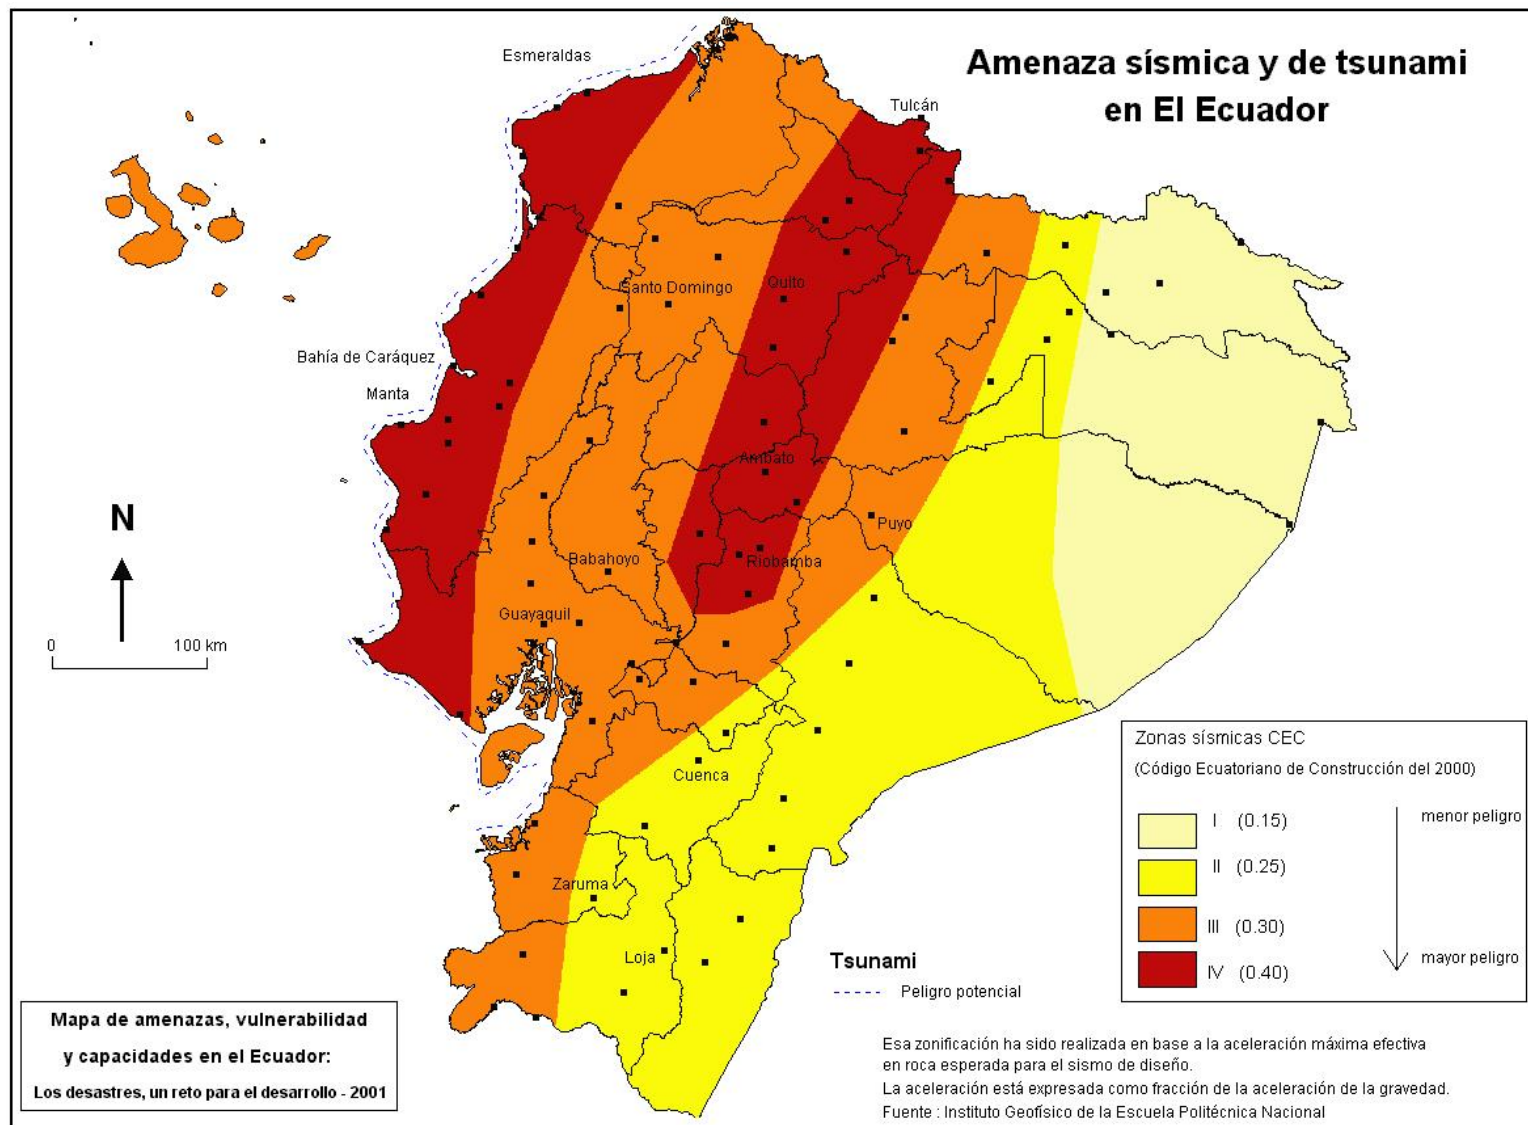 Amenaza sísmica y de tsunami
en El Ecuador
Esmeraldas
Tulcán
Santo Domingo
Quito
Bahía de Caráquez
Manta
Ambato
Puyo
Babahoyo
Riobamba
Guayaquil
Cuenca
Zaruma
Loja
N
0 100 km
Zonas sísmicas CEC
(Código Ecuatoriano de Construcción del 2000)
I (0.15) menor peligro
II (0.25)
III (0.30)
IV (0.40) mayor peligro
Tsunami
Peligro potencial
Mapa de amenazas, vulnerabilidad
y capacidades en el Ecuador:
Los desastres, un reto para el desarrollo - 2001
Esa zonificación ha sido realizada en base a la aceleración máxima efectiva
en roca esperada para el sismo de diseño.
La aceleración está expresada como fracción de la aceleración de la gravedad.
Fuente : Instituto Geofísico de la Escuela Politécnica Nacional